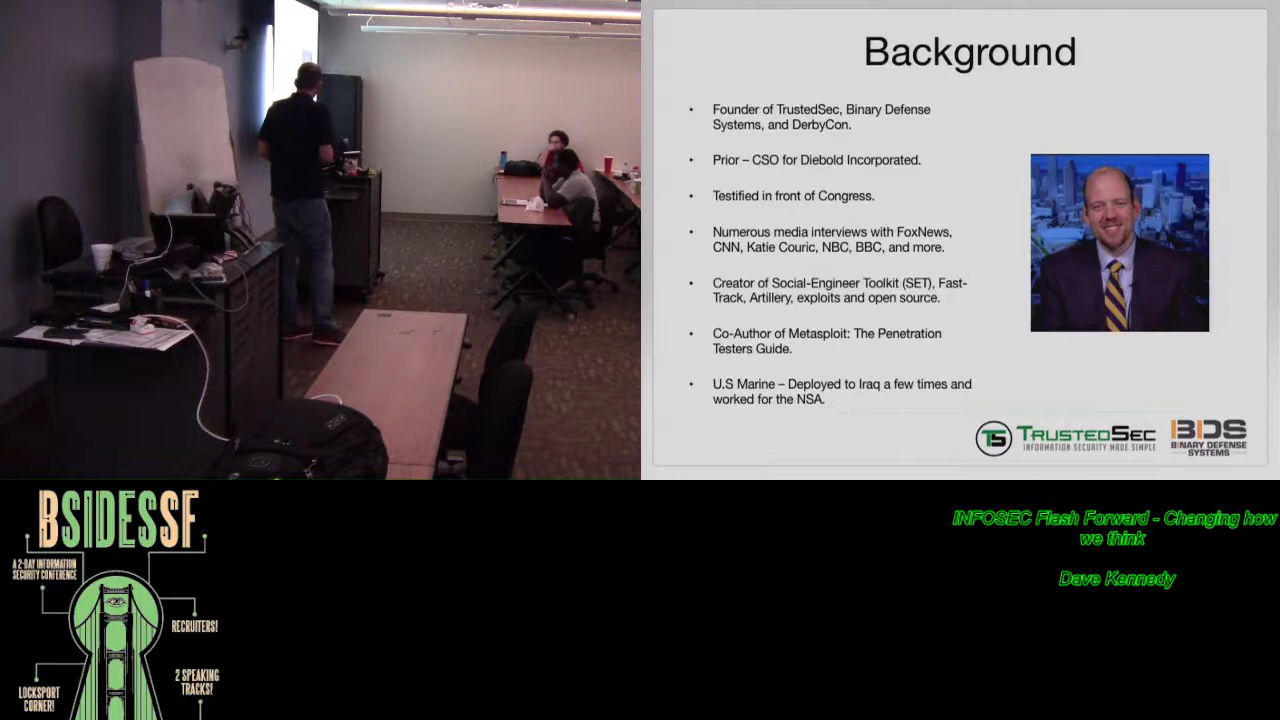 Background
• Founder of TrustedSec, Binary Defense
Systems, and DerbyCon.
• Prior – CSO for Diebold Incorporated.
• Testified in front of Congress.
• Numerous media interviews with FoxNews,
CNN, Katie Couric, NBC, BBC, and more.
• Creator of Social-Engineer Toolkit (SET), Fast-
Track, Artillery, exploits and open source.
• Co-Author of Metasploit: The Penetration
Testers Guide.
• U.S Marine – Deployed to Iraq a few times and
worked for the NSA.
TS TRUSTEDSEC
INFORMATION SECURITY MADE SIMPLE
BDS
BINARY DEFENSE
SYSTEMS
BSIDESSF
A 2-DAY INFORMATION
SECURITY CONFERENCE
RECRUITERS!
LOCKSPORT
CORNER!
2 SPEAKING
TRACKS!
INFOSEC Flash Forward - Changing how
we think
Dave Kennedy